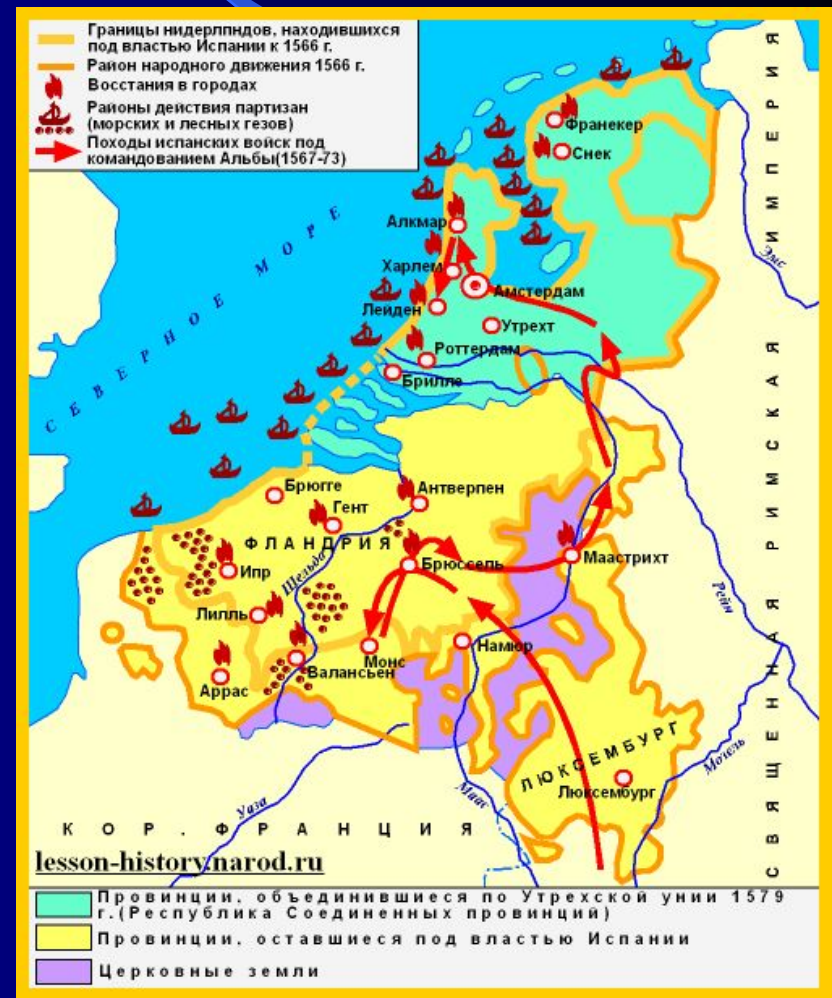 Границы нидерлпндов, находившихся
под властью Испании к 1566 г.
Район народного движения 1566 г.
Восстания в городах
Районы действия партизан
(морских и лесных гезов)
Походы испанских войск под
командованием Альбы(1567-73)
СЕВЕРНОЕ МОРЕ
СВЯЩЕННАЯ РИМСКАЯ ИМПЕРИЯ
Франекер
Снек
Эмс
Алкмар
Харлем
Амстердам
Лейден
Утрехт
Роттердам
Брилле
Брюгге
Антверпен
Гент
ФЛАНДРИЯ
Шельда
Брюссель
Маастрихт
Ипр
Рейн
Лилль
Монс
Намюр
Валансьен
Аррас
ЛЮКСЕМБУРГ
Люксембург
Мозель
Маас
Уаза
КОР. ФРАНЦИЯ
lesson-history.narod.ru
Провинции, объединившиеся по Утрехской унии 1579
г.(Республика Соединенных провинций)
Провинции, оставшиеся под властью Испании
Церковные земли